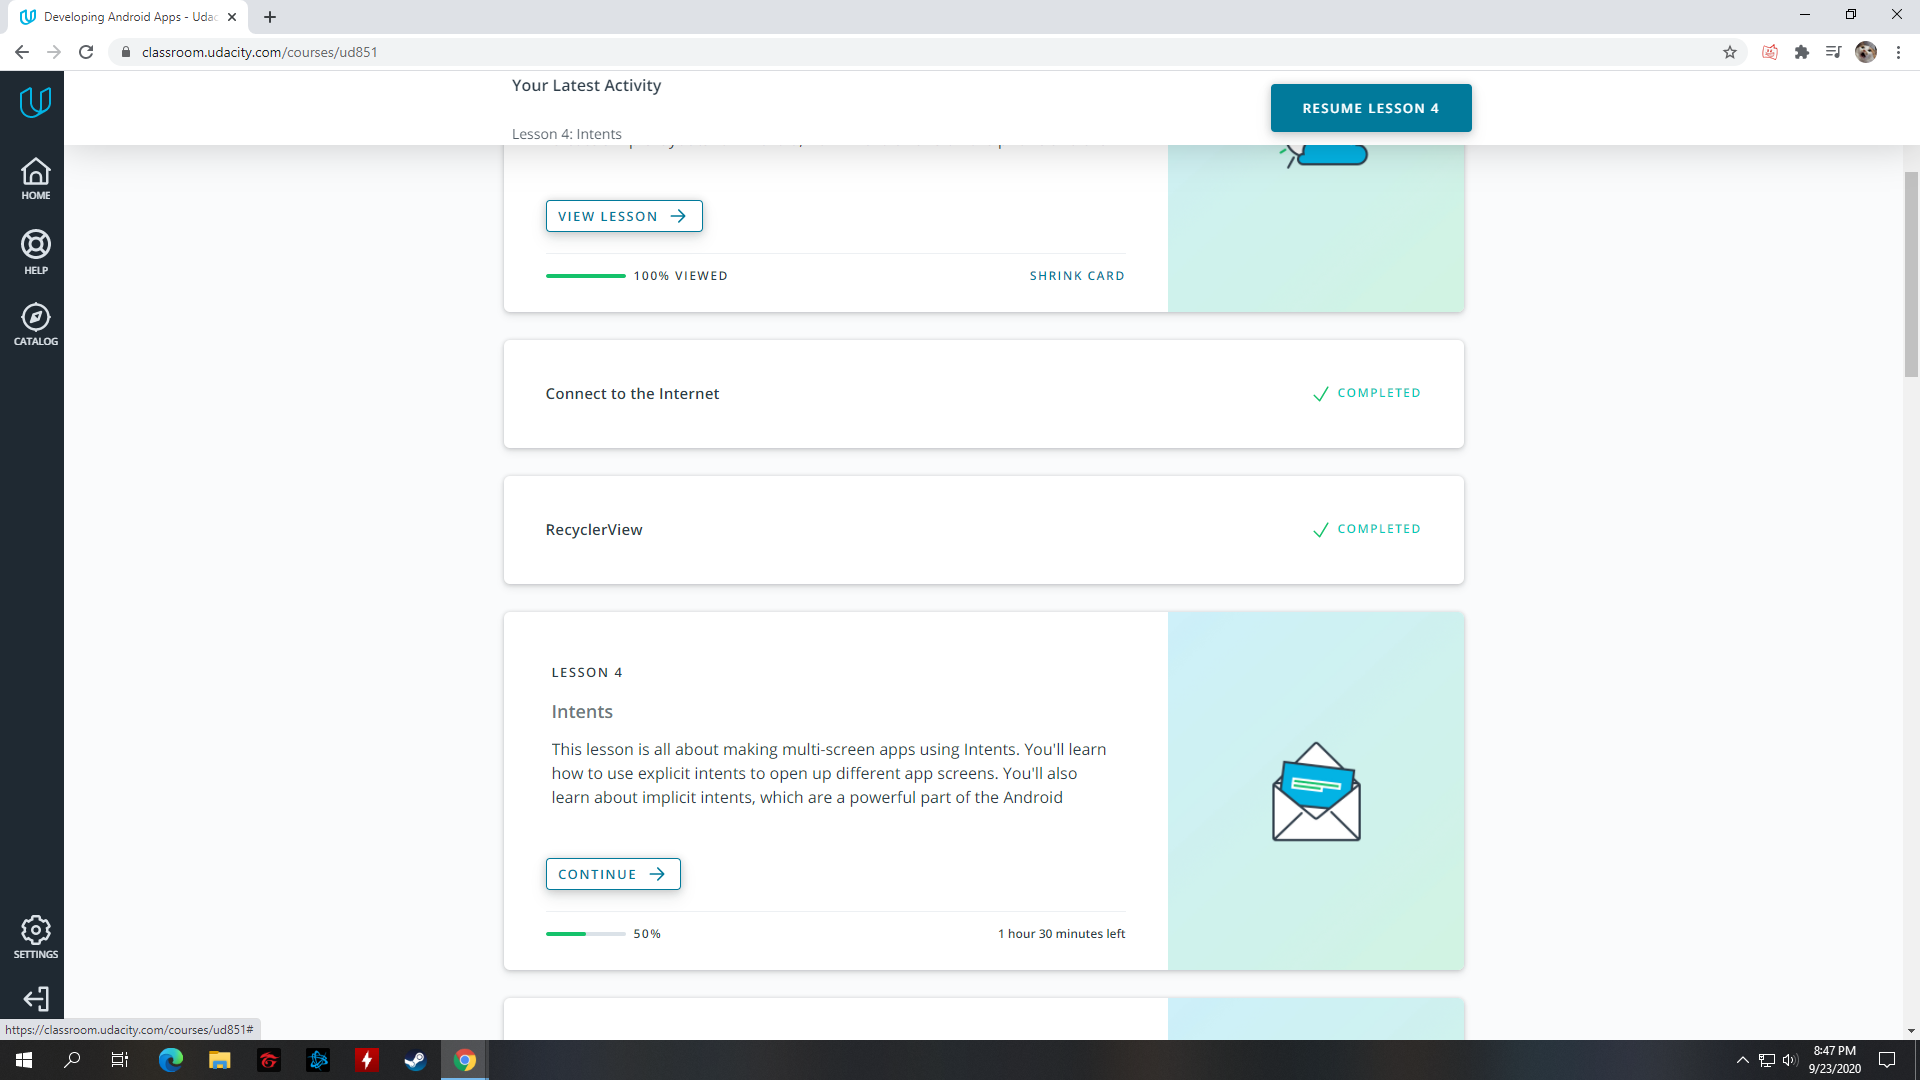 Developing Android Apps - Udac
classroom.udacity.com/courses/ud851
Your Latest Activity
RESUME LESSON 4
Lesson 4: Intents
HOME
HELP
CATALOG
VIEW LESSON
100% VIEWED
SHRINK CARD
Connect to the Internet
COMPLETED
RecyclerView
COMPLETED
LESSON 4
Intents
This lesson is all about making multi-screen apps using Intents. You'll learn
how to use explicit intents to open up different app screens. You'll also
learn about implicit intents, which are a powerful part of the Android
CONTINUE
50%
1 hour 30 minutes left
SETTINGS
https://classroom.udacity.com/courses/ud851#
8:47 PM
9/23/2020